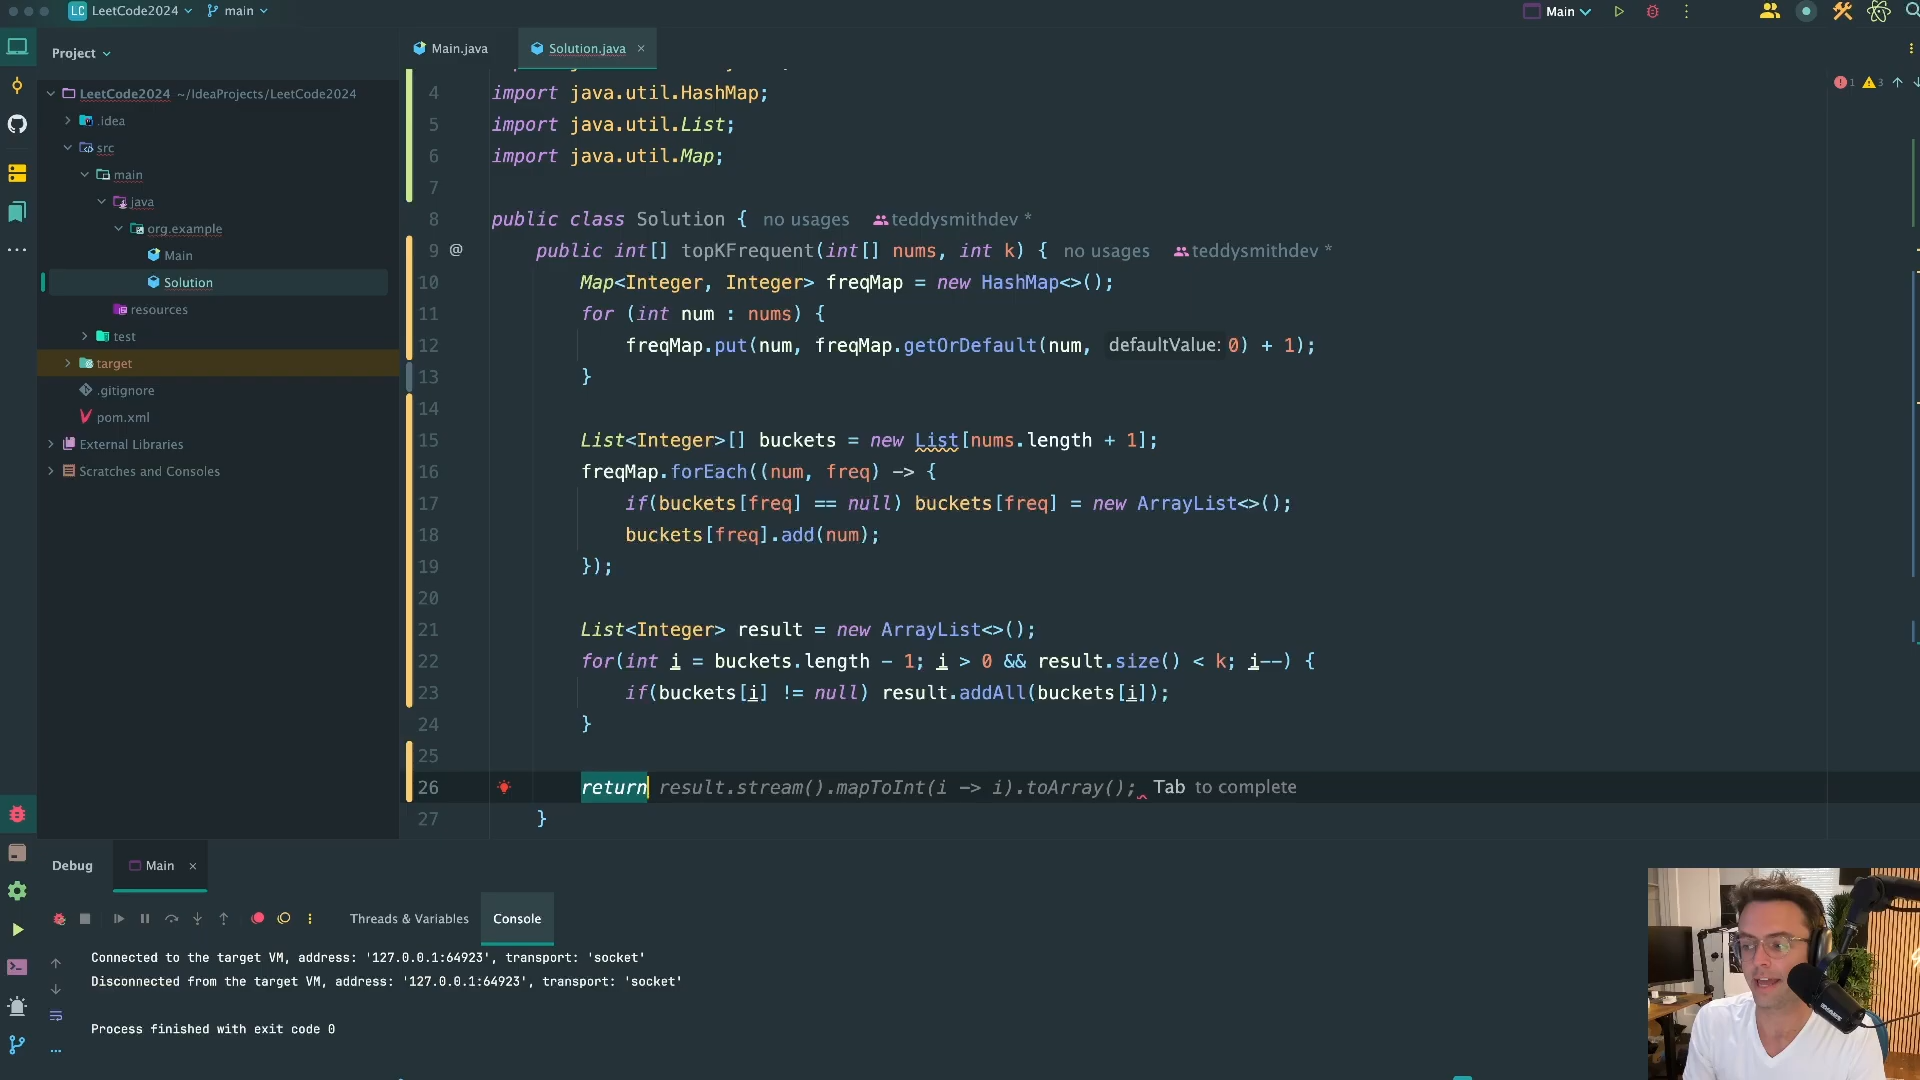 LC LeetCode2024 main Main
Project
Main.java Solution.java
LeetCode2024 ~/IdeaProjects/LeetCode2024
.idea
src
main
java
org.example
Main
Solution
resources
test
target
.gitignore
pom.xml
External Libraries
Scratches and Consoles
1 3
4 import java.util.HashMap;
5 import java.util.List;
6 import java.util.Map;
7
8 public class Solution { no usages teddysmithdev *
9 @ public int[] topKFrequent(int[] nums, int k) { no usages teddysmithdev *
10 Map<Integer, Integer> freqMap = new HashMap<>();
11 for (int num : nums) {
12 freqMap.put(num, freqMap.getOrDefault(num, defaultValue: 0) + 1);
13 }
14
15 List<Integer>[] buckets = new List[nums.length + 1];
16 freqMap.forEach((num, freq) -> {
17 if(buckets[freq] == null) buckets[freq] = new ArrayList<>();
18 buckets[freq].add(num);
19 });
20
21 List<Integer> result = new ArrayList<>();
22 for(int i = buckets.length - 1; i > 0 && result.size() < k; i--) {
23 if(buckets[i] != null) result.addAll(buckets[i]);
24 }
25
26 return result.stream().mapToInt(i -> i).toArray(); Tab to complete
27 }
Debug Main
Threads & Variables Console
Connected to the target VM, address: '127.0.0.1:64923', transport: 'socket'
Disconnected from the target VM, address: '127.0.0.1:64923', transport: 'socket'
Process finished with exit code 0